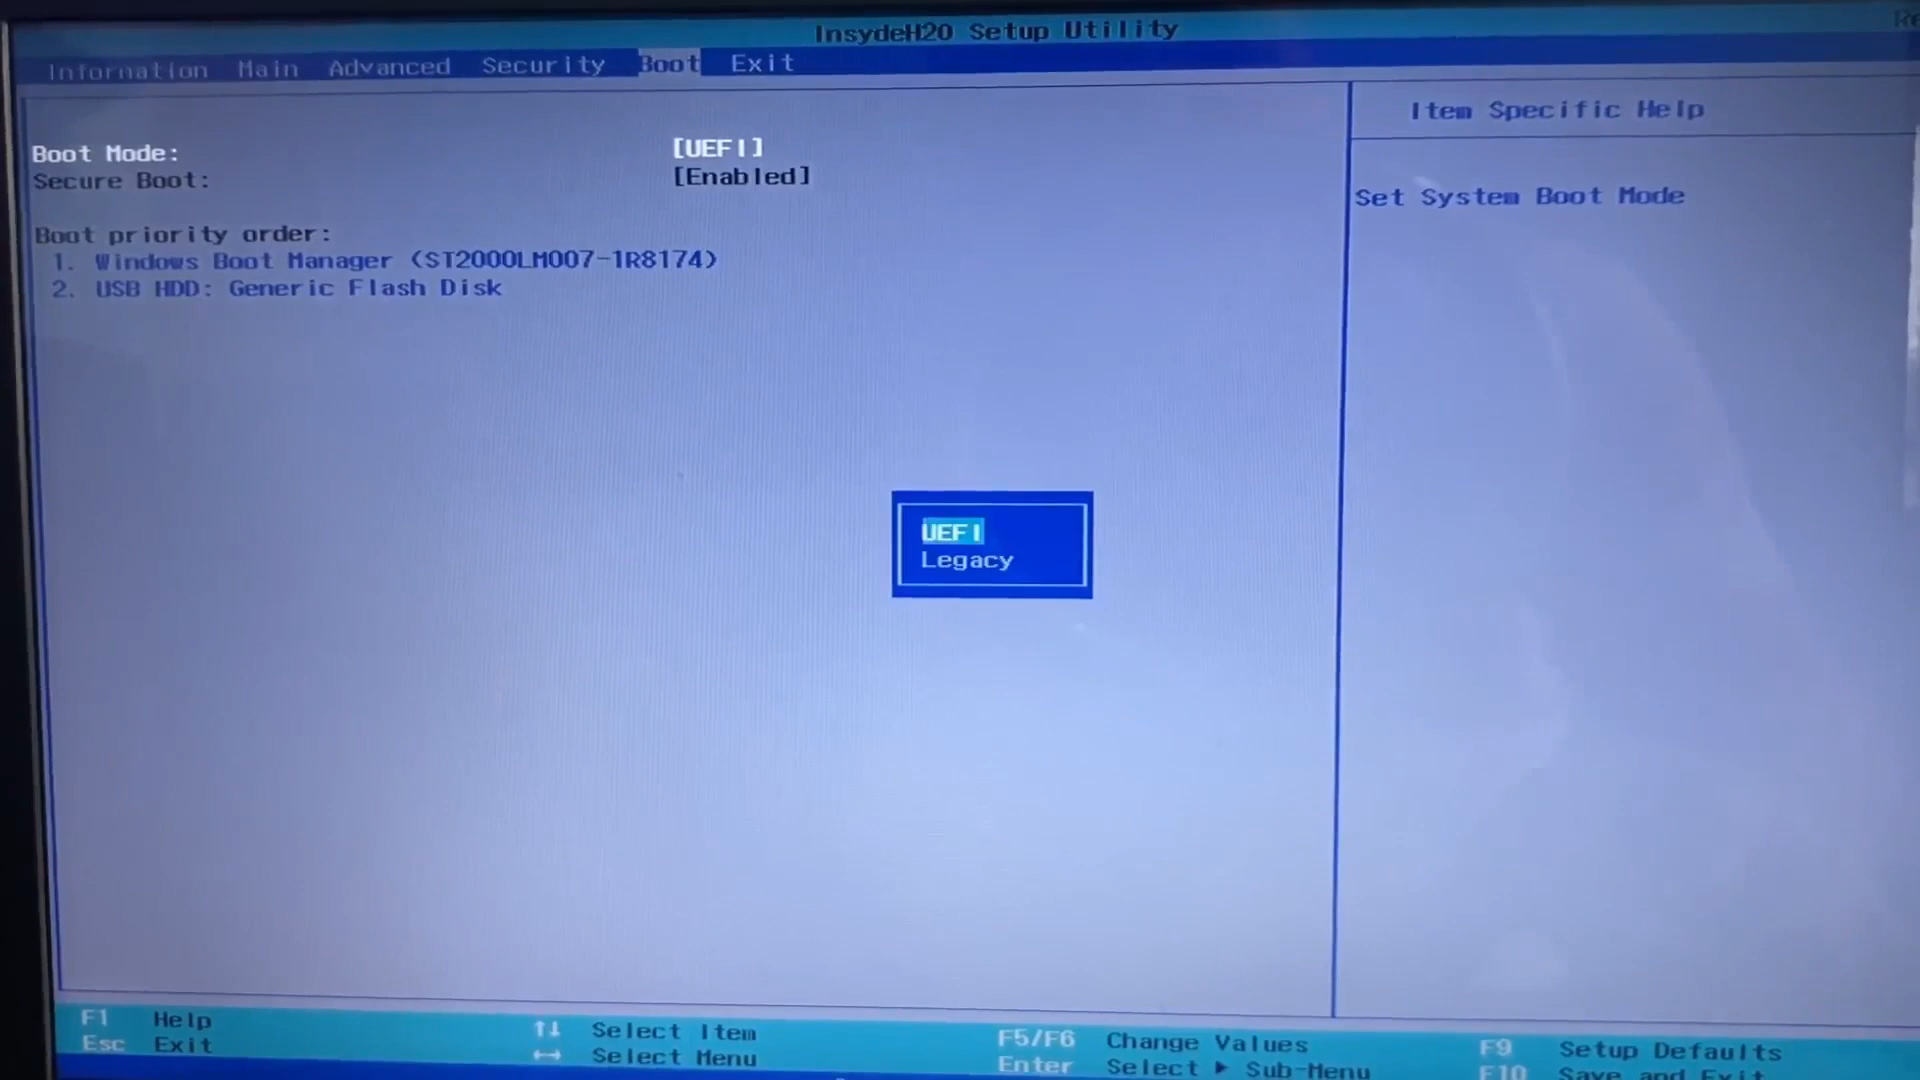 InsydeH20 Setup Utility
Information Main Advanced Security Boot Exit
Item Specific Help
Boot Mode: [UEFI]
Secure Boot: [Enabled]
Set System Boot Mode
Boot priority order:
1. Windows Boot Manager (ST2000LM007-1R8174)
2. USB HDD: Generic Flash Disk
UEFI
Legacy
F1 Help ↑↓ Select Item F5/F6 Change Values F9 Setup Defaults
Esc Exit ↔ Select Menu Enter Select ▶ Sub-Menu F10 Save and Exit